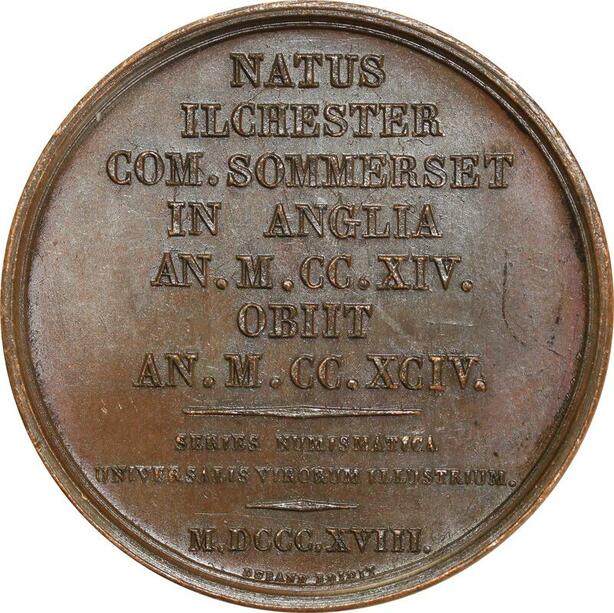 NATUS
ILCHESTER
COM. SOMMERSET
IN ANGLIA
AN. M. CC. XIV.
OBIIT
AN. M. CC. XCIV.
SERIES NUMISMATICA
UNIVERSALIS VIRORUM ILLUSTRIUM.
M.DCCC.XVIII.
DURAND EDIDIT